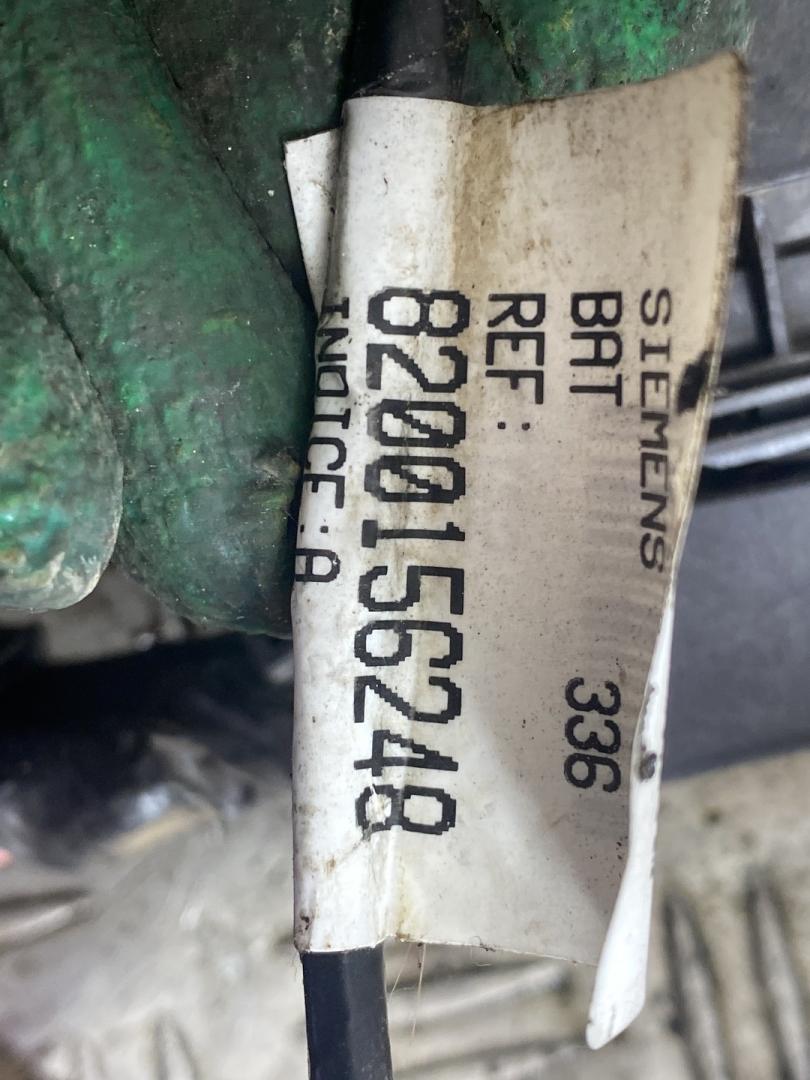 SIEMENS
BAT 336
REF:
8200156248
INDICE:A